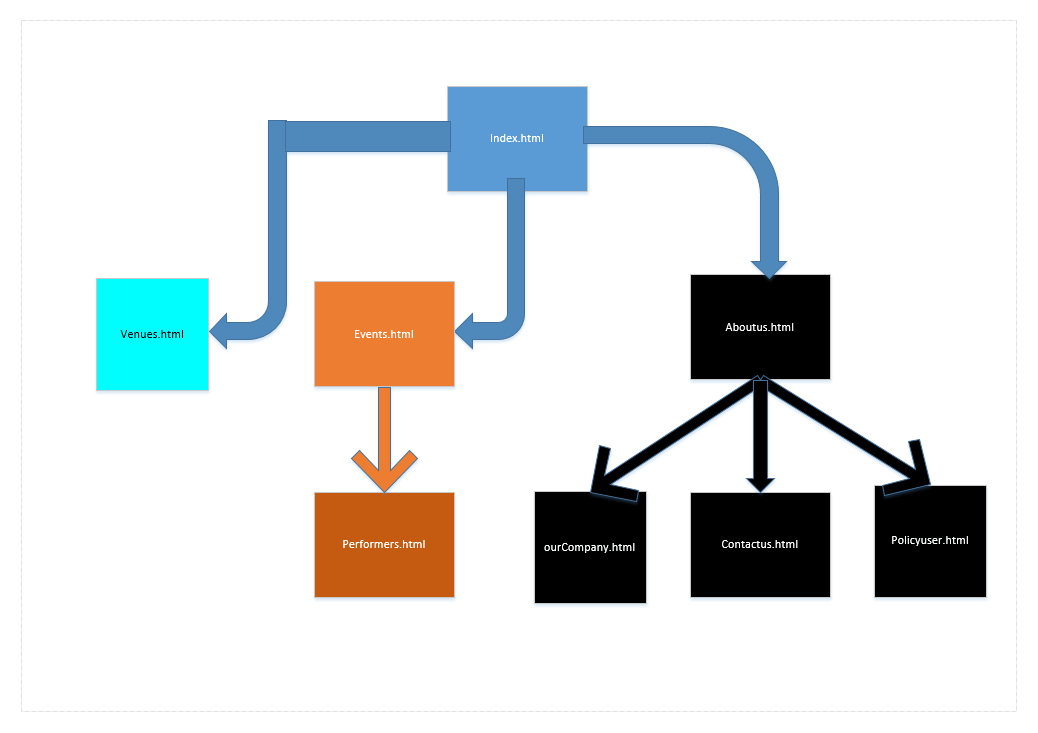 Index.html
Venues.html
Events.html
Aboutus.html
Performers.html
ourCompany.html
Contactus.html
Policyuser.html